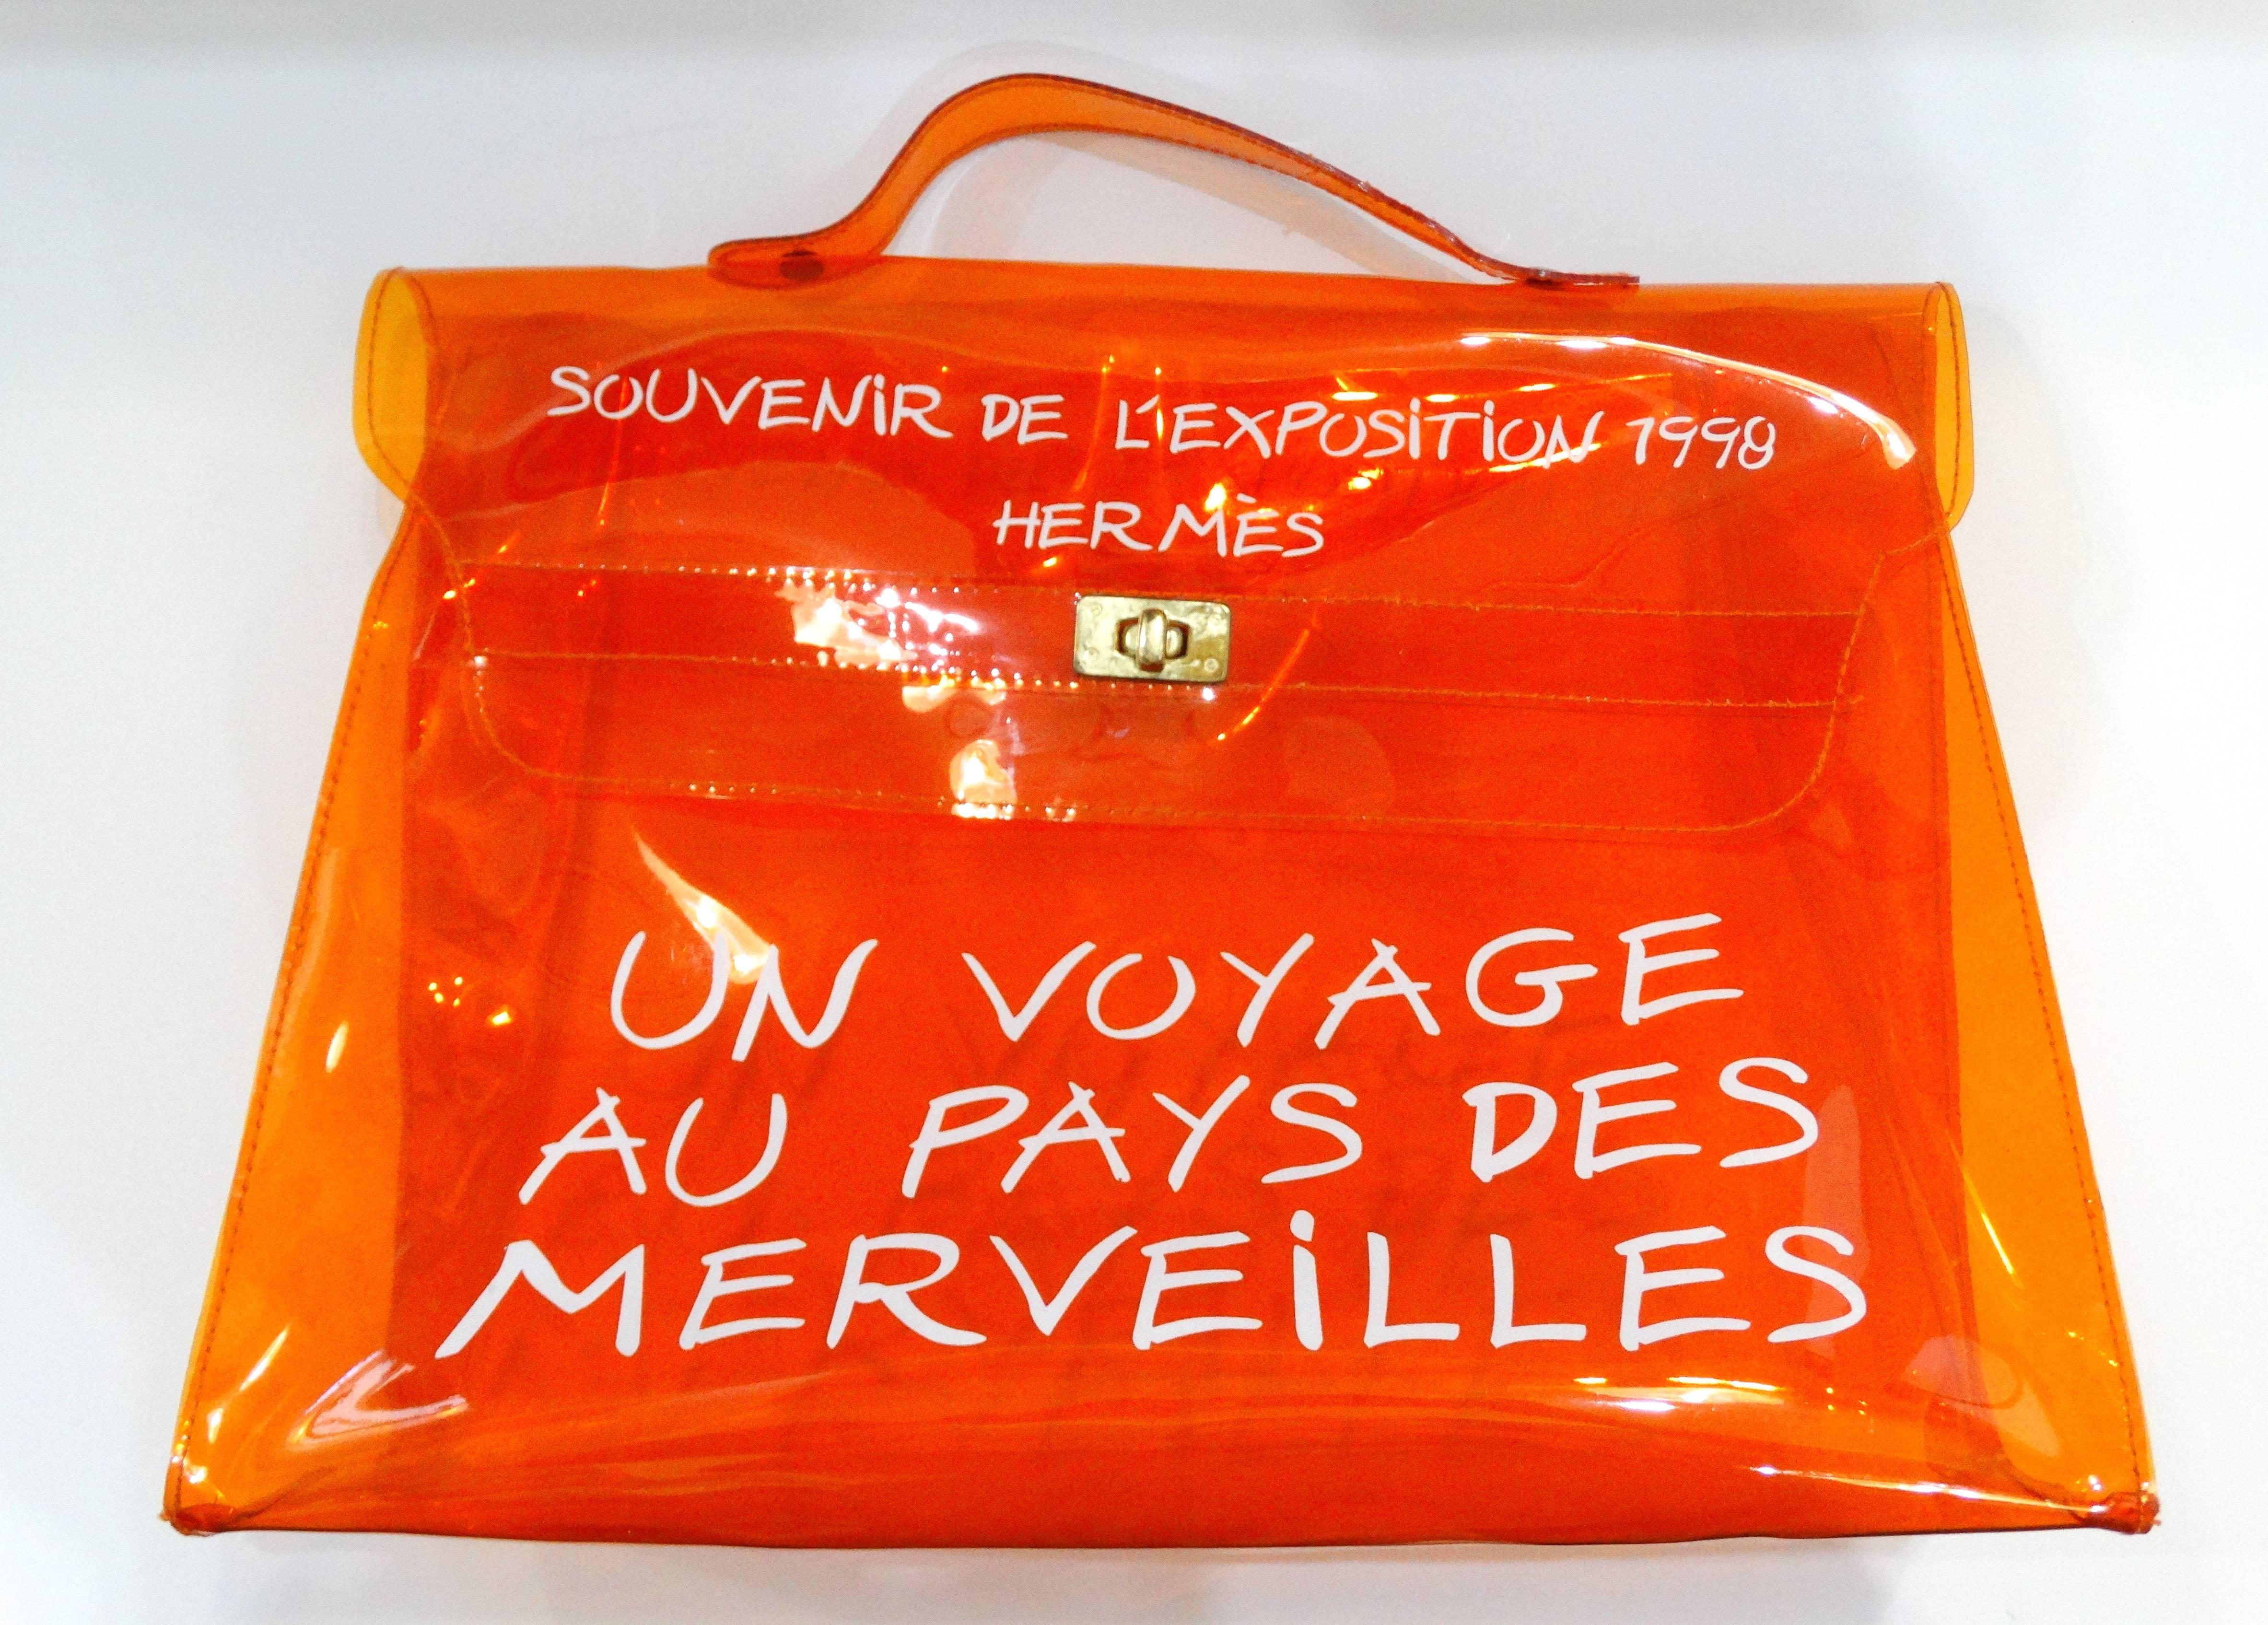 SOUVENiR DE L'EXPOSiTiON 1998
HERMÈS
UN VOYAGE
AU PAYS DES
MERVEiLLES